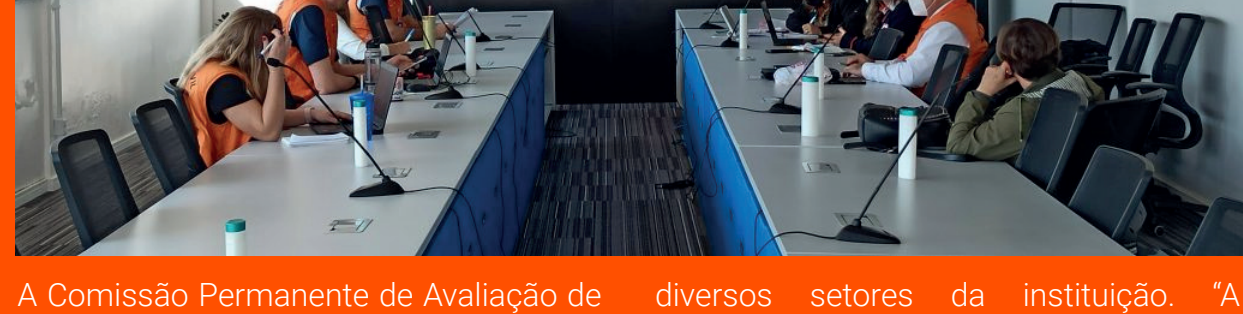 A Comissão Permanente de Avaliação de
diversos setores da instituição. “A